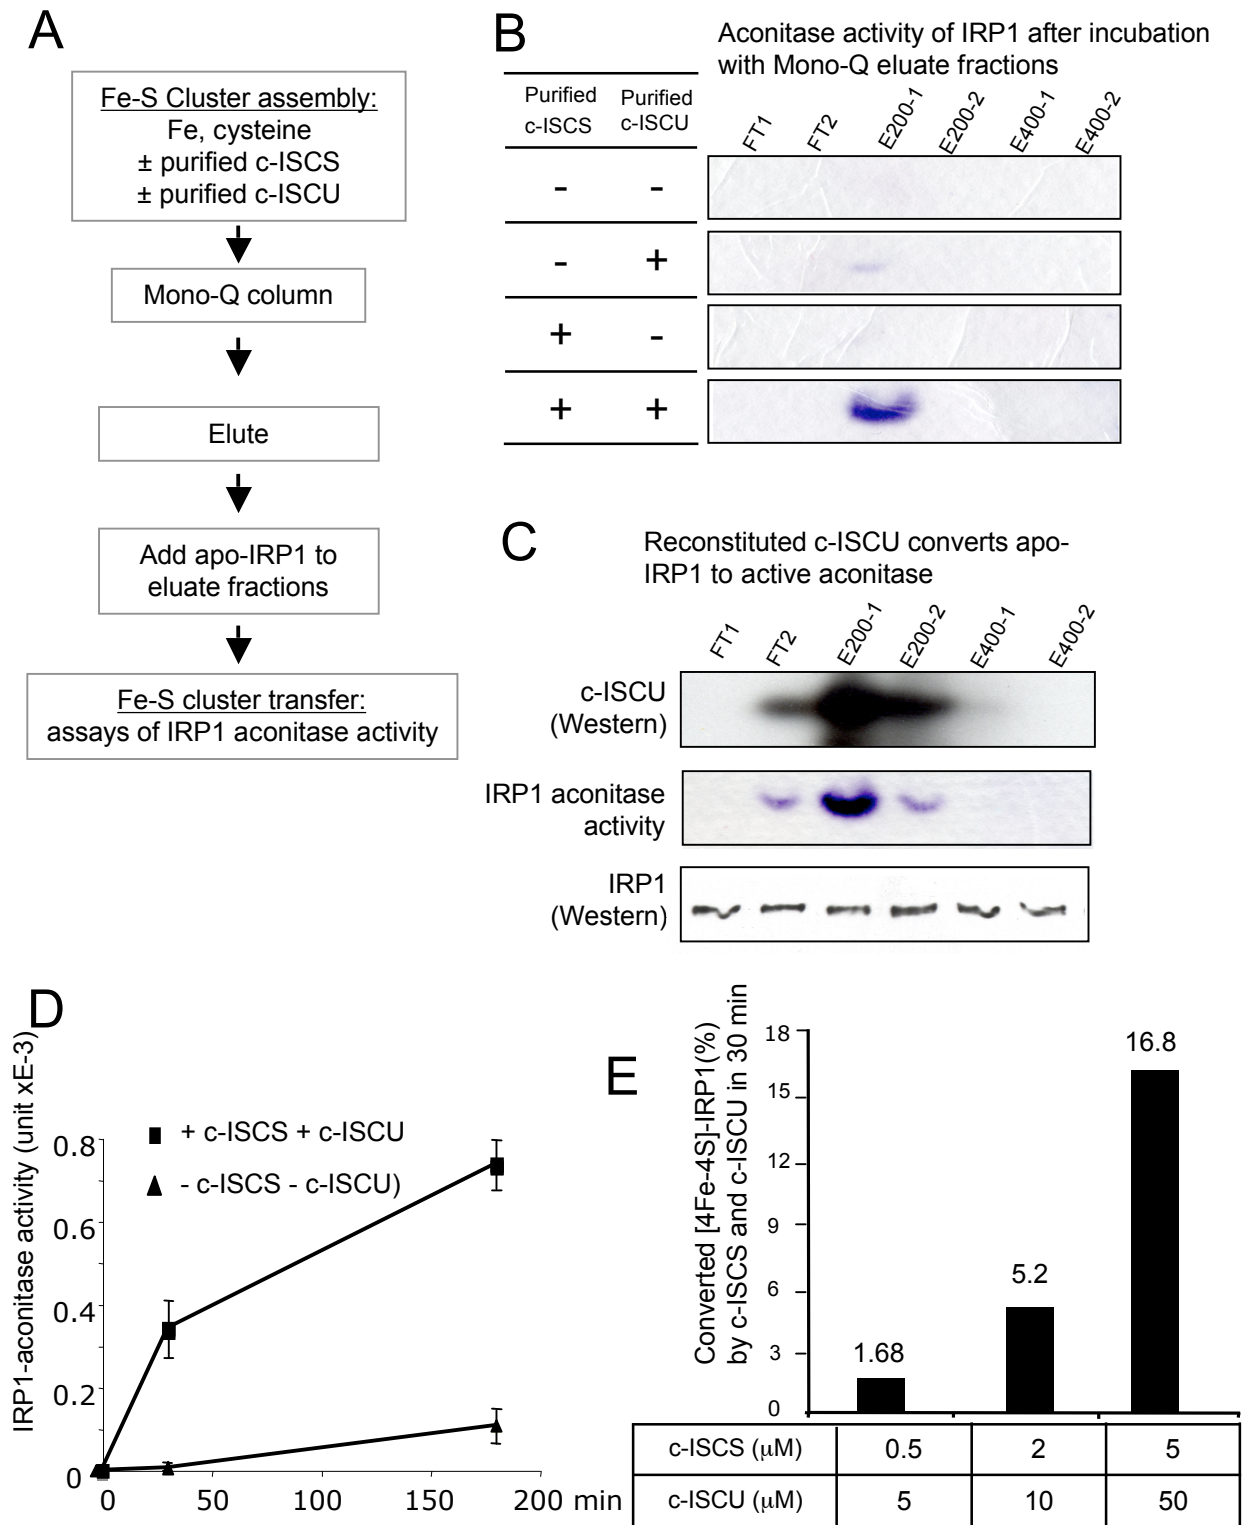 A
Fe-S Cluster assembly:
Fe, cysteine
± purified c-ISCS
± purified c-ISCU
Mono-Q column
Elute
Add apo-IRP1 to
eluate fractions
Fe-S cluster transfer:
assays of IRP1 aconitase activity
B
Aconitase activity of IRP1 after incubation
with Mono-Q eluate fractions
Purified
c-ISCS
Purified
c-ISCU
FT1
FT2
E200-1
E200-2
E400-1
E400-2
- -
- +
+ -
+ +
C
Reconstituted c-ISCU converts apo-
IRP1 to active aconitase
FT1
FT2
E200-1
E200-2
E400-1
E400-2
c-ISCU
(Western)
IRP1 aconitase
activity
IRP1
(Western)
D
IRP1-aconitase activity (unit xE-3)
+ c-ISCS + c-ISCU
- c-ISCS - c-ISCU)
0.8
0.6
0.4
0.2
0
0 50 100 150 200 min
E
Converted [4Fe-4S]-IRP1(%)
by c-ISCS and c-ISCU in 30 min
18
15
12
9
6
3
0
1.68
5.2
16.8
c-ISCS (μM) 0.5 2 5
c-ISCU (μM) 5 10 50